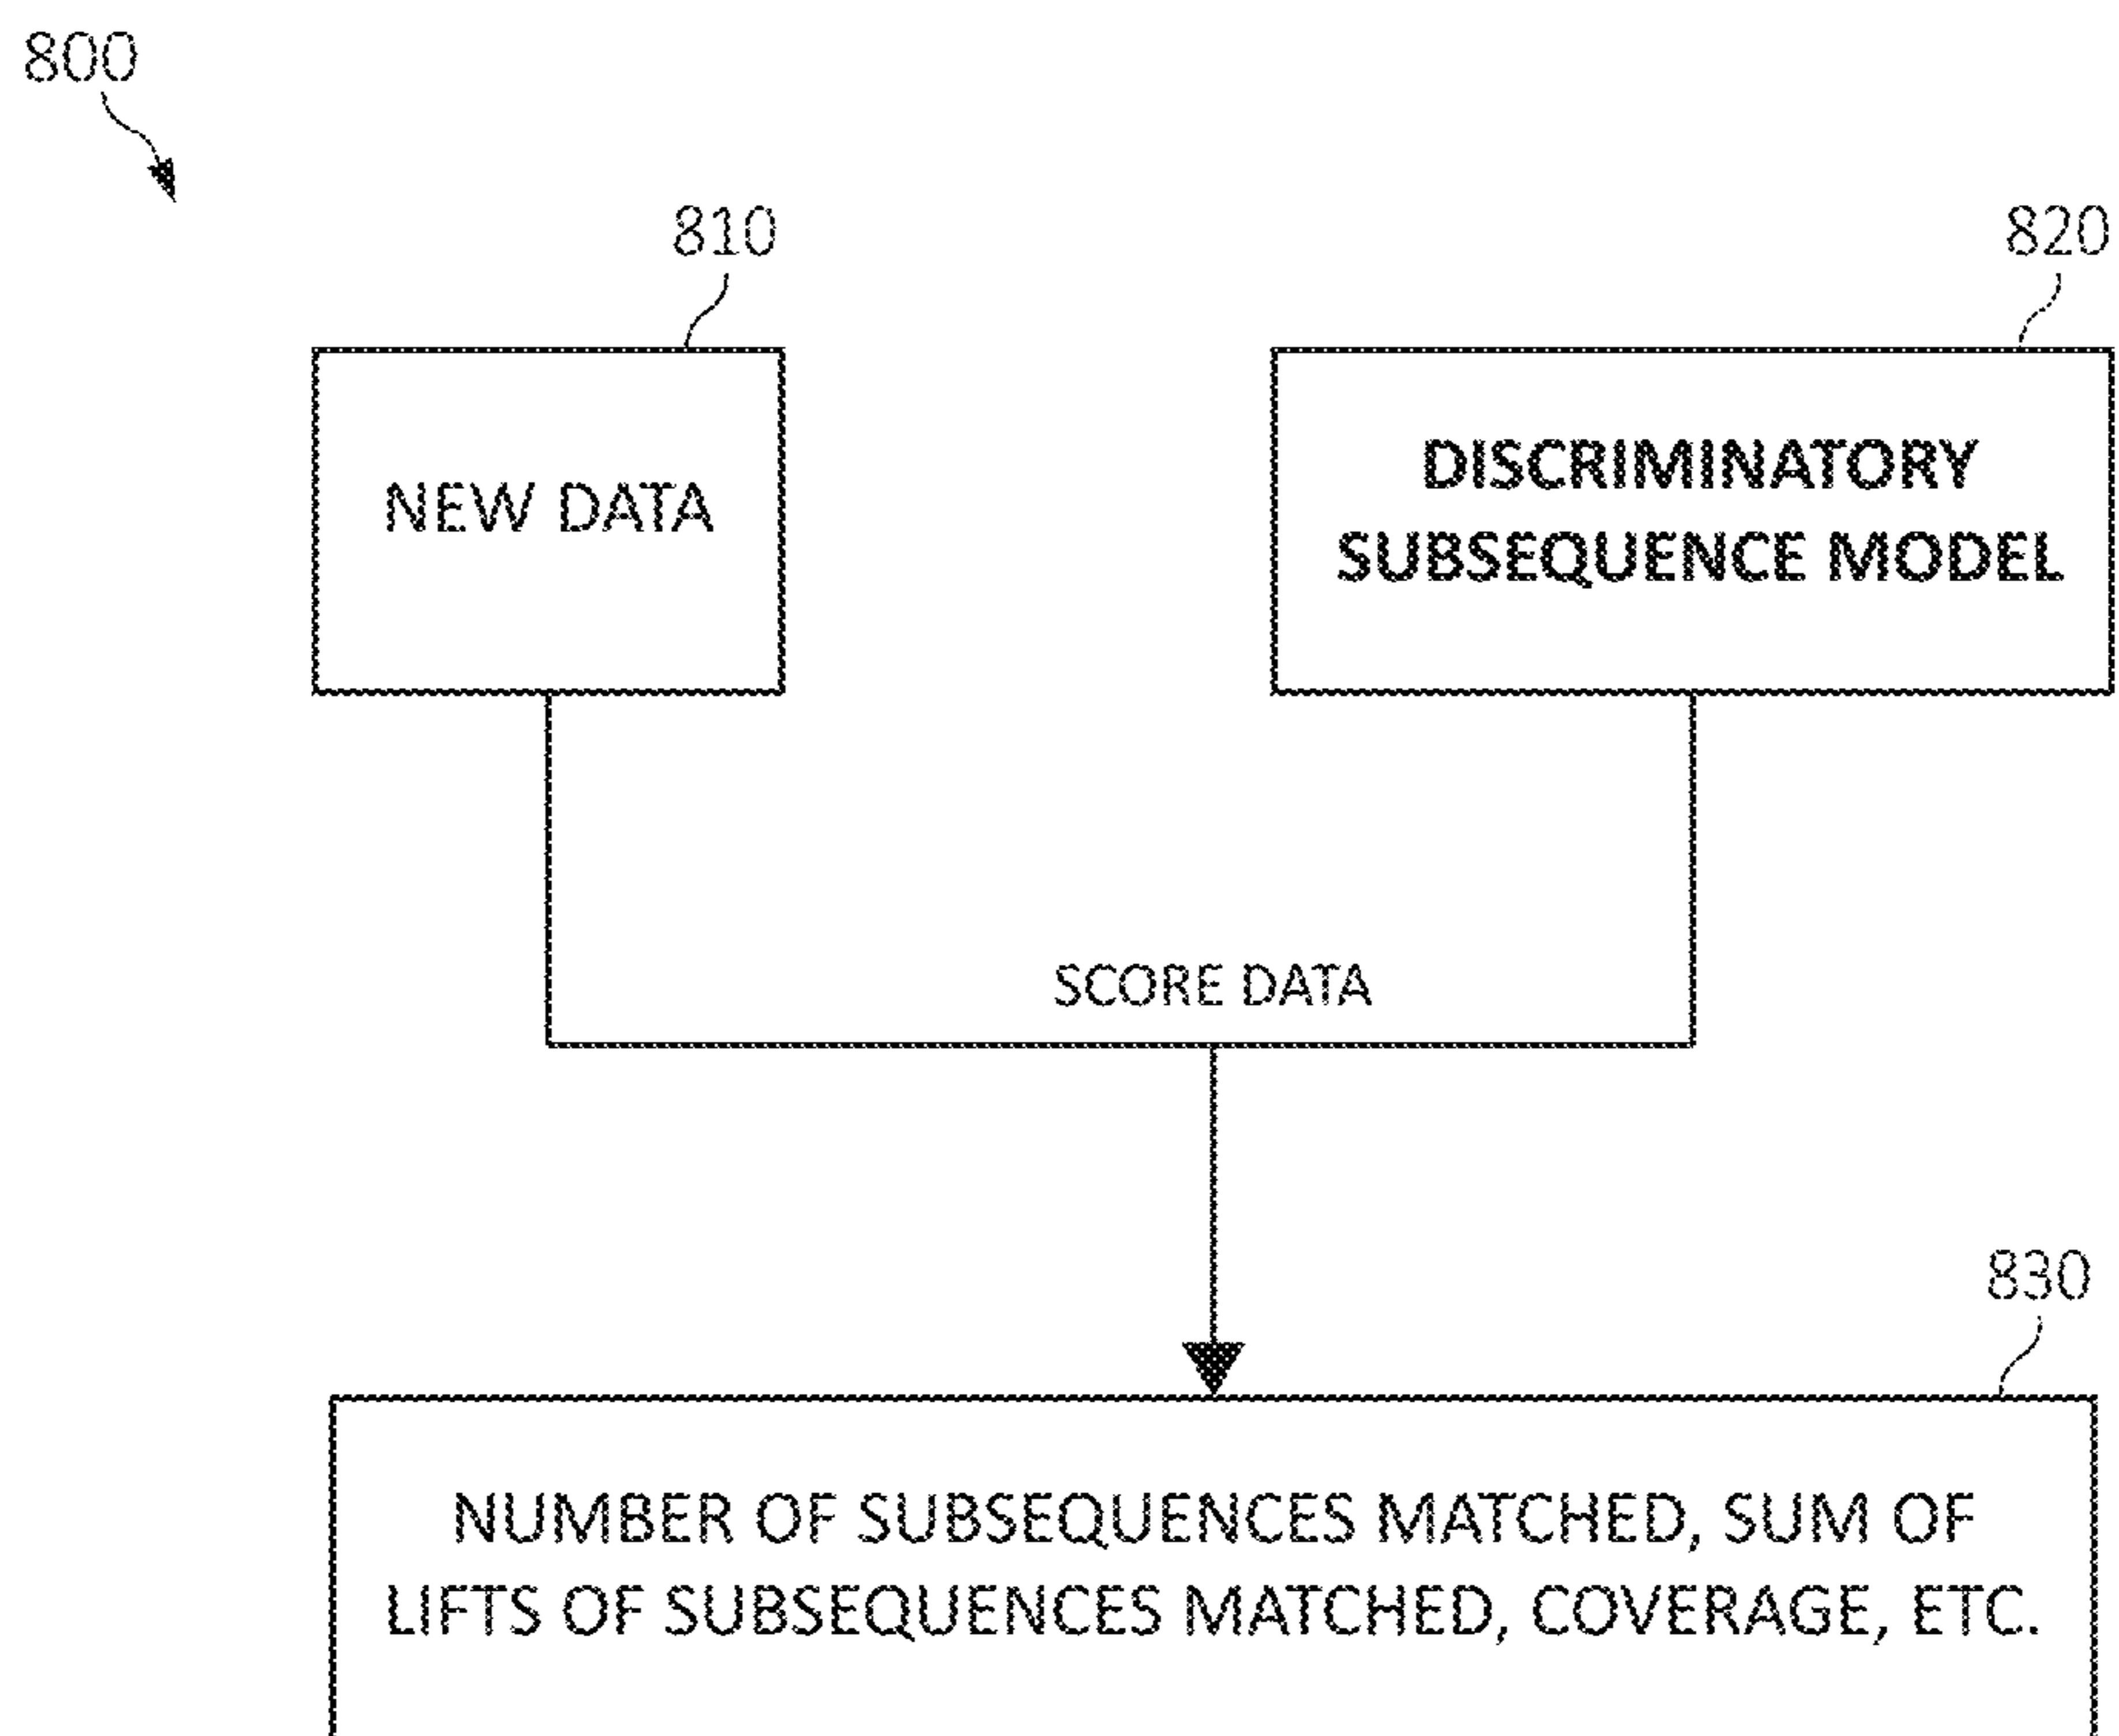 800
810
820
NEW DATA
DISCRIMINATORY
SUBSEQUENCE MODEL
SCORE DATA
830
NUMBER OF SUBSEQUENCES MATCHED, SUM OF
LIFTS OF SUBSEQUENCES MATCHED, COVERAGE, ETC.